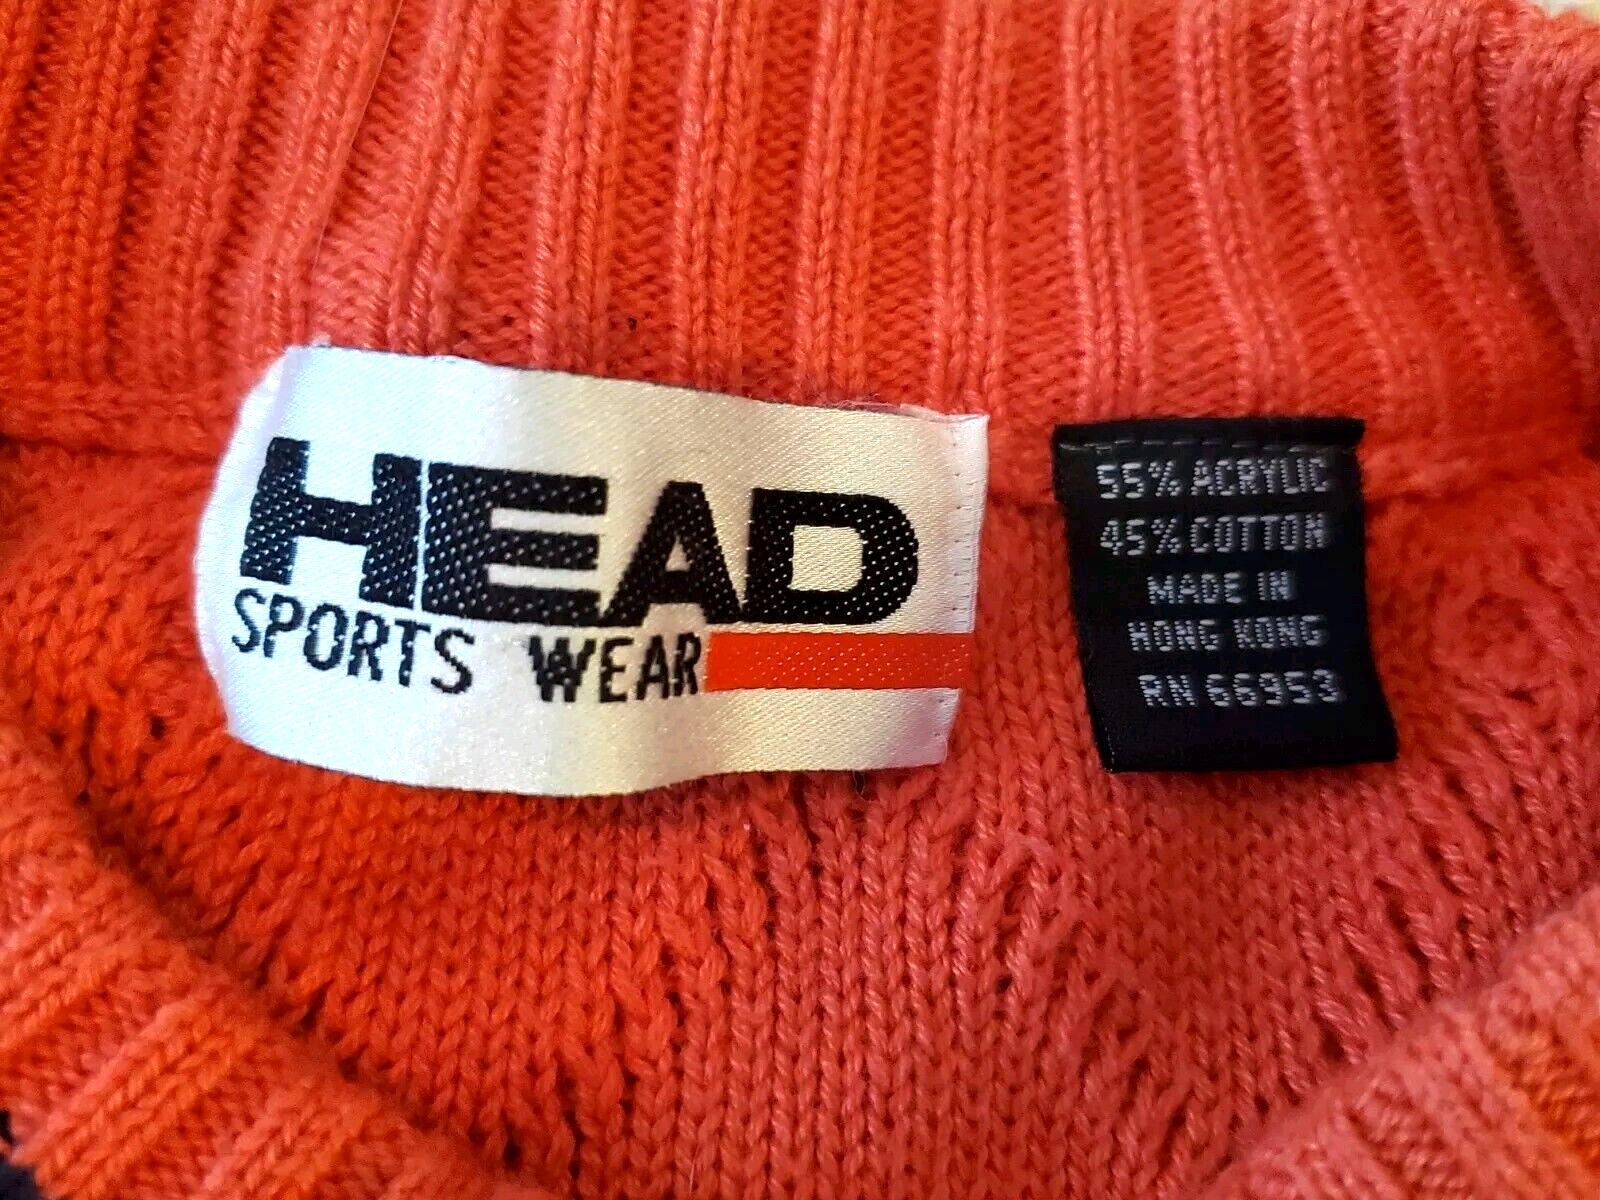 HEAD
SPORTS WEAR
55% ACRYLIC
45% COTTON
MADE IN
HONG KONG
RN 66953